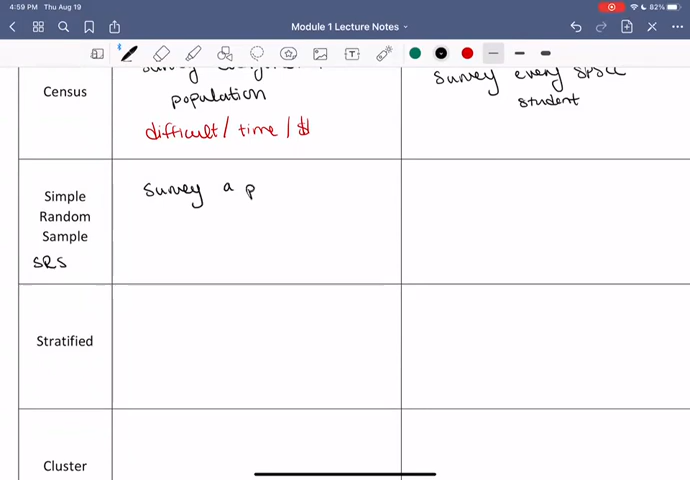 4:59 PM Thu Aug 19
82%
Module 1 Lecture Notes
Census
survey
population
difficult / time / $
survey every SPSCC
student
Simple
Random
Sample
SRS
survey a p
Stratified
Cluster